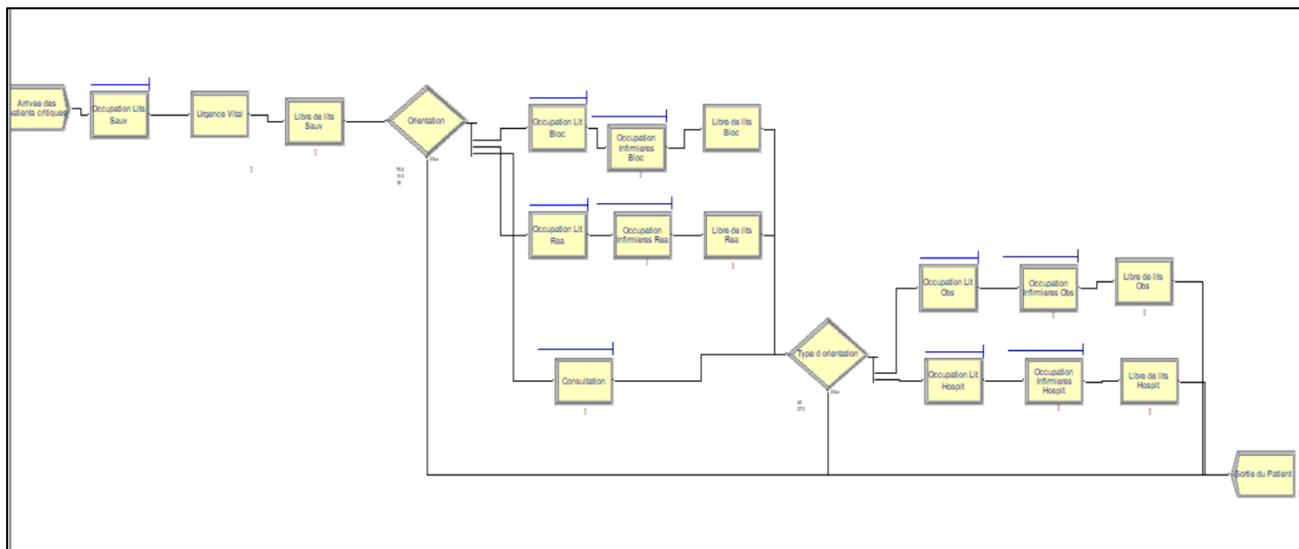 Arrivee des
patients critiques
Occupation Lits
Sauv
Urgence Vital
Libre de lits
Sauv
Orientation
Else
Occupation Lit
Bloc
Occupation
Infirmieres
Bloc
Libre de lits
Bloc
Occupation Lit
Rea
Occupation
Infirmieres Rea
Libre de lits
Rea
Consultation
Type d orientation
Else
Occupation Lit
Obs
Occupation
Infirmieres Obs
Libre de lits
Obs
Occupation Lit
Hospit
Occupation
Infirmieres
Hospit
Libre de lits
Hospit
Sortie du Patient